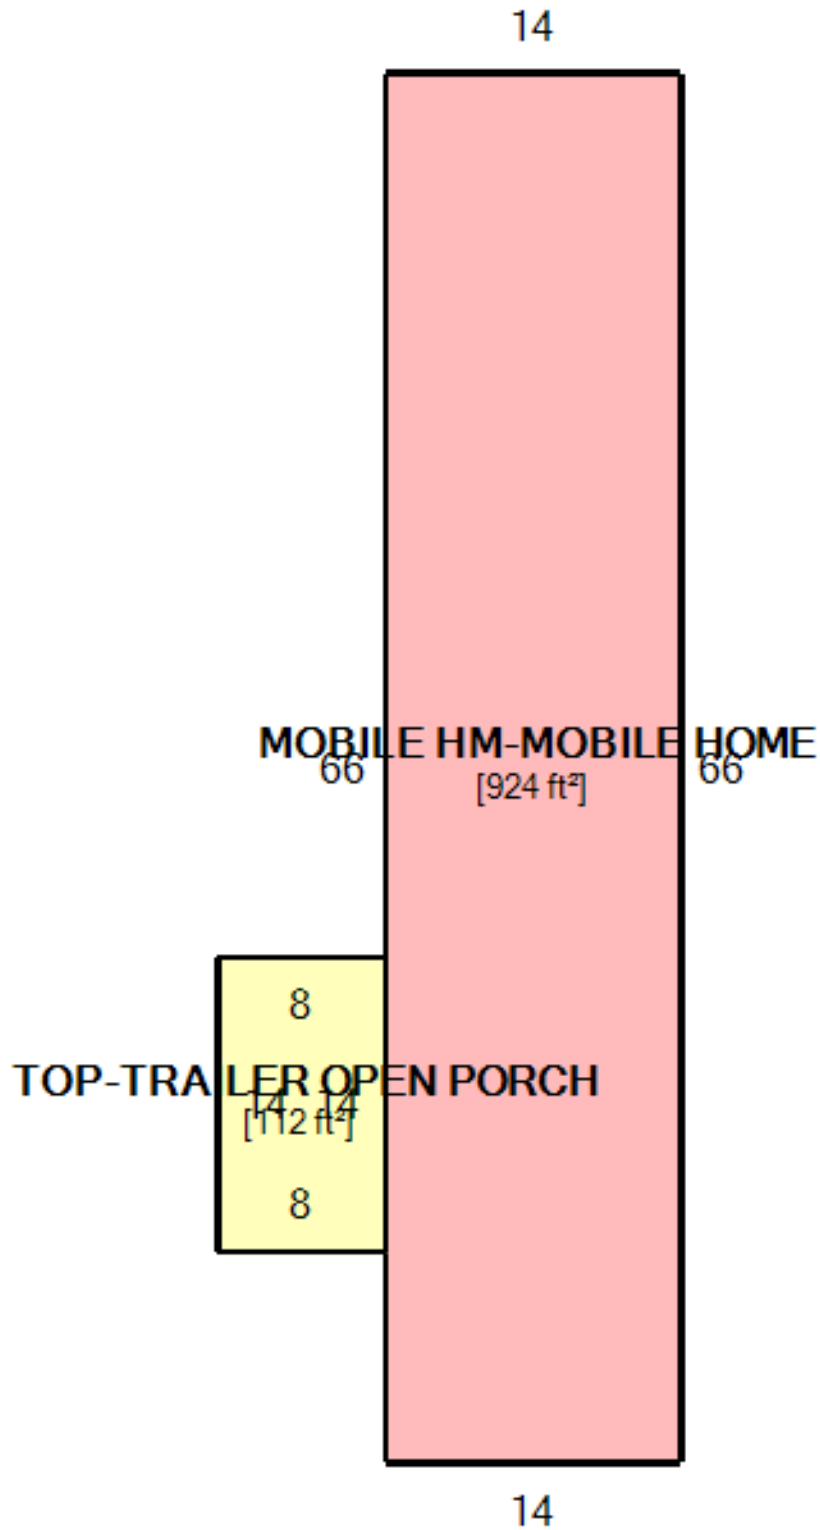 14
MOBILE HM-MOBILE HOME
66
66
[924 ft²]
8
TOP-TRAILER OPEN PORCH
14
14
[112 ft²]
8
14